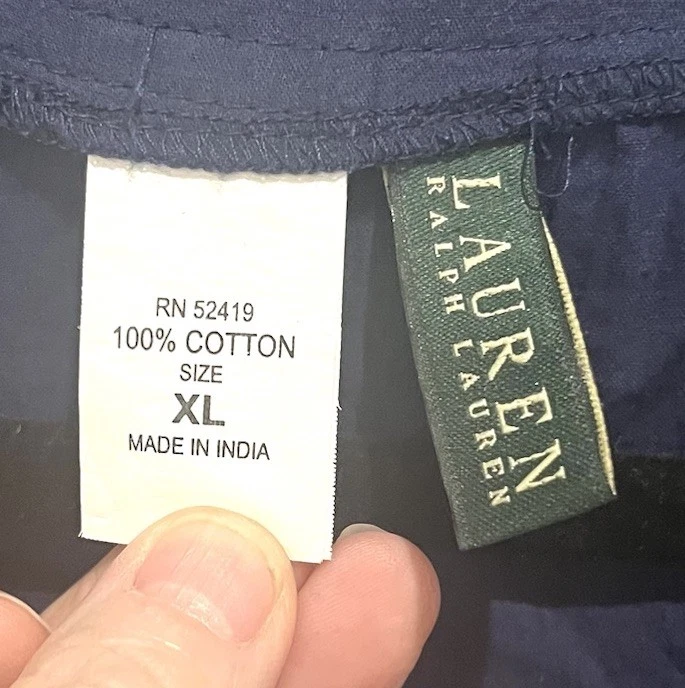 RN 52419
100% COTTON
SIZE
XL
MADE IN INDIA
LAUREN
RALPH LAUREN